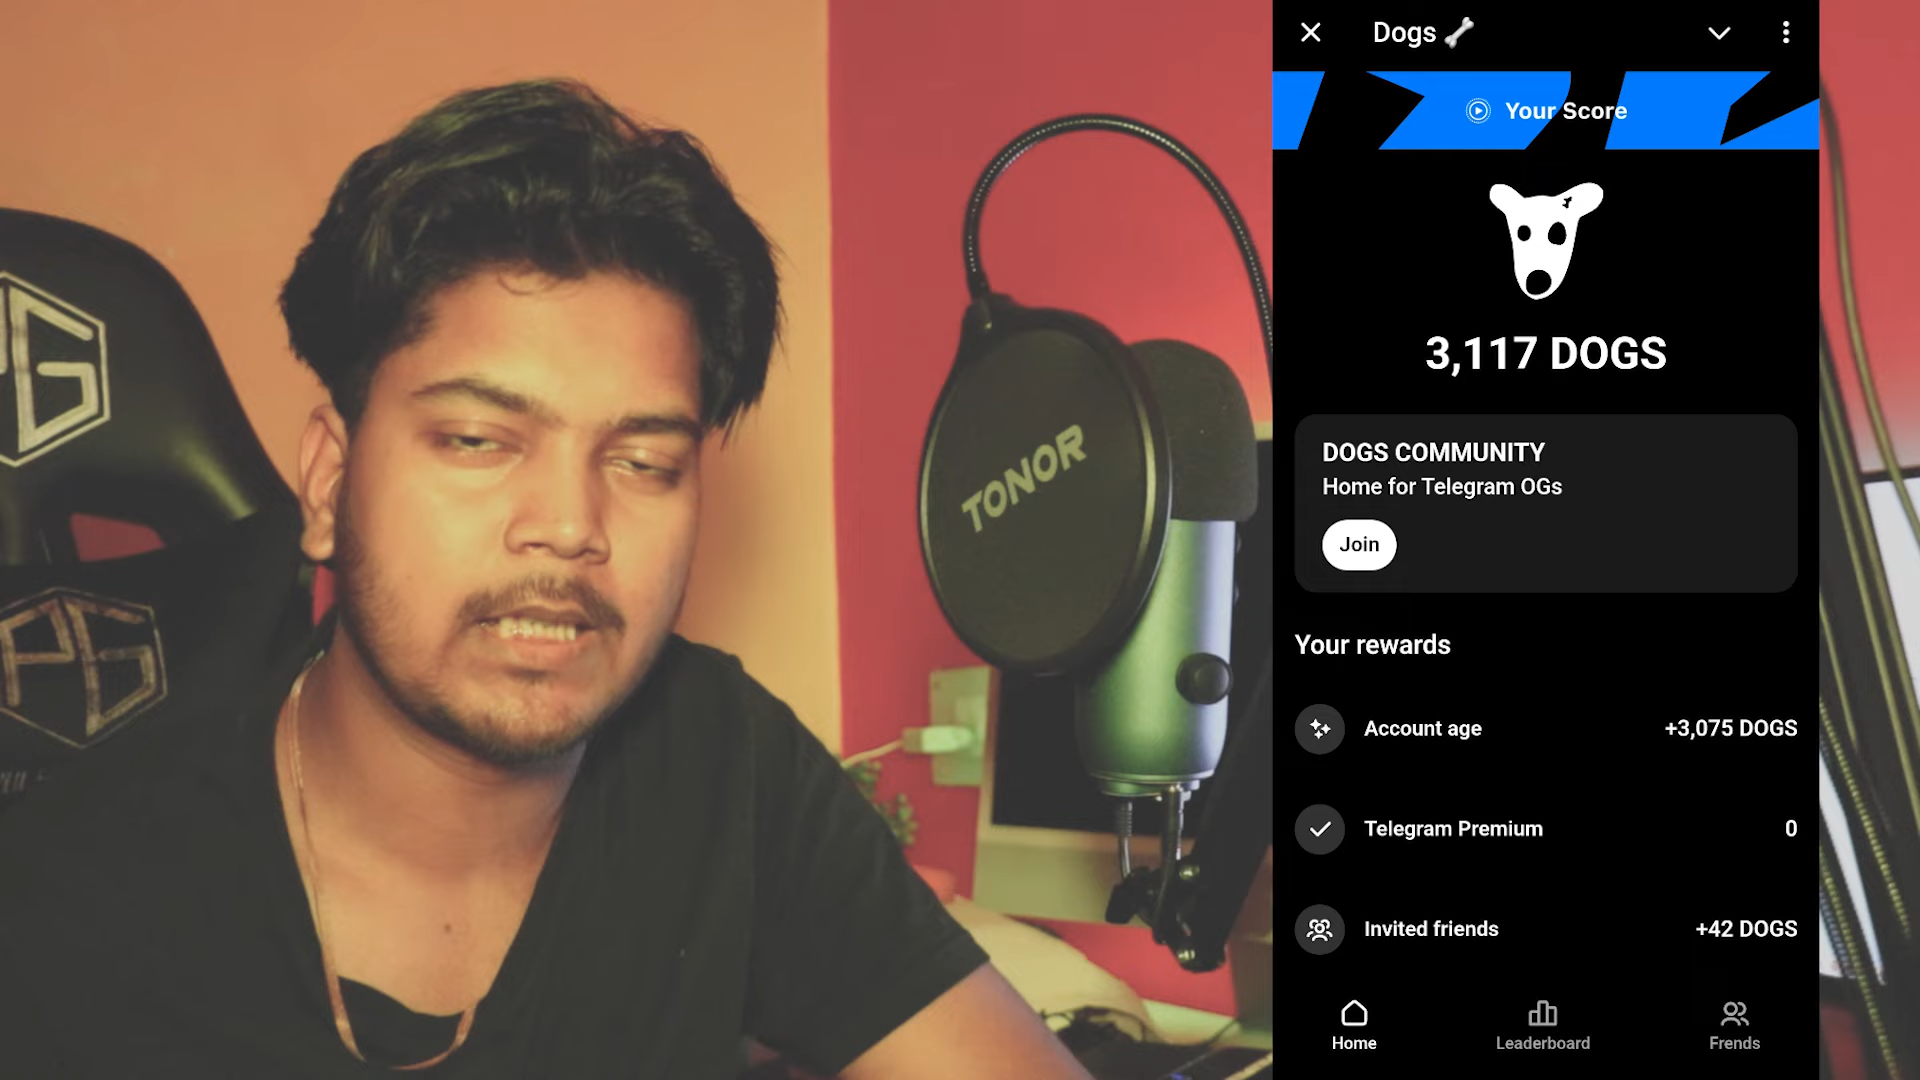 Dogs
Your Score
3,117 DOGS
DOGS COMMUNITY
Home for Telegram OGs
Join
Your rewards
Account age +3,075 DOGS
Telegram Premium 0
Invited friends +42 DOGS
Home Leaderboard Frends
TONOR
PG